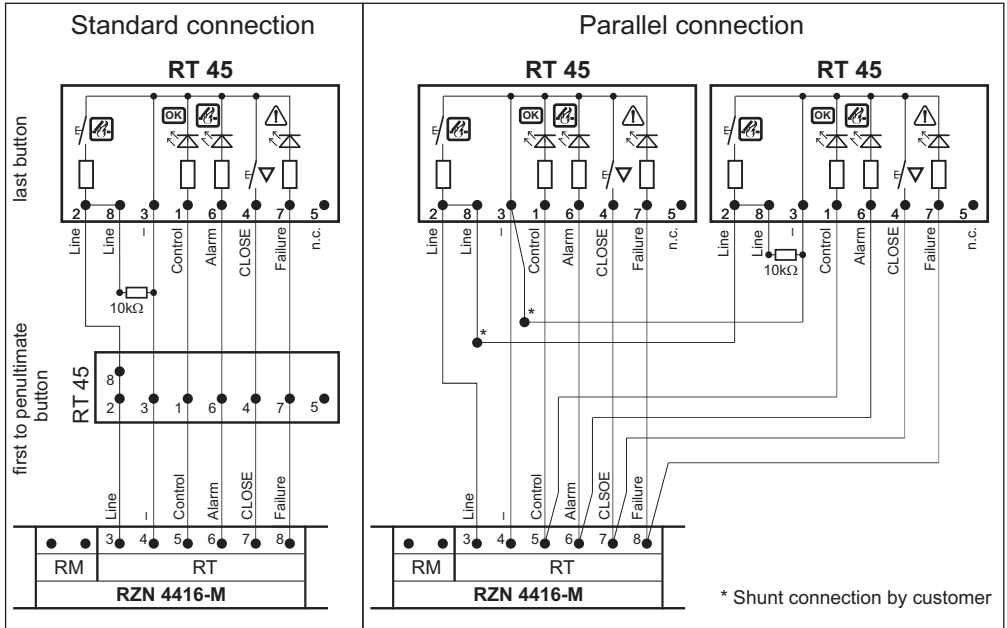 Standard connection
RT 45
last button
OK
2 8 3 1 6 4 7 5
Line Line – Control Alarm CLOSE Failure n.c.
10kΩ
first to penultimate
button
RT 45
8
2 3 1 6 4 7 5
Line – Control Alarm CLOSE Failure
3 4 5 6 7 8
RM RT
RZN 4416-M
Parallel connection
RT 45
RT 45
OK
OK
2 8 3 1 6 4 7 5
2 8 3 1 6 4 7 5
Line Line – Control Alarm CLOSE Failure n.c.
Line Line – Control Alarm CLOSE Failure n.c.
10kΩ
*
*
Line – Control Alarm CLSOE Failure
3 4 5 6 7 8
RM RT
RZN 4416-M
* Shunt connection by customer